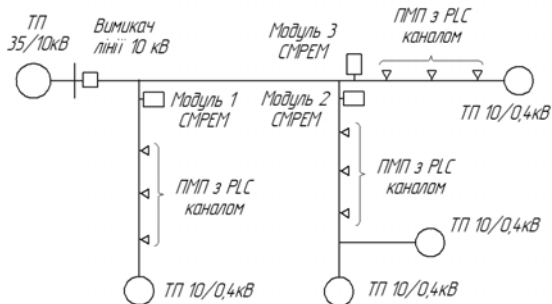 ТП
35/10кВ
Вимикач
лінії 10 кВ
Модуль 3
СМРЕМ
ПМП з PLC
каналом
Модуль 1
СМРЕМ
Модуль 2
СМРЕМ
ТП 10/0,4кВ
ПМП з PLC
каналом
ПМП з PLC
каналом
ТП 10/0,4кВ
ТП 10/0,4кВ
ТП 10/0,4кВ